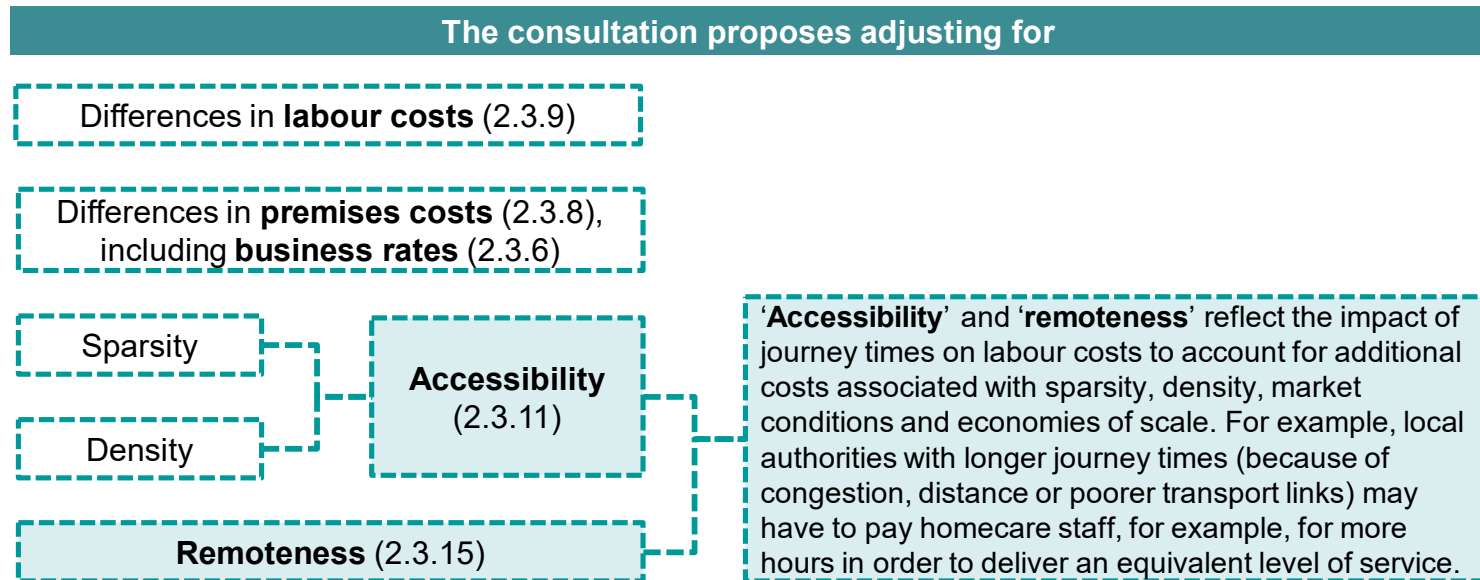 The consultation proposes adjusting for
Differences in labour costs (2.3.9)
Differences in premises costs (2.3.8),
including business rates (2.3.6)
Sparsity
Density
Accessibility
(2.3.11)
Remoteness (2.3.15)
‘Accessibility’ and ‘remoteness’ reflect the impact of
journey times on labour costs to account for additional
costs associated with sparsity, density, market
conditions and economies of scale. For example, local
authorities with longer journey times (because of
congestion, distance or poorer transport links) may
have to pay homecare staff, for example, for more
hours in order to deliver an equivalent level of service.